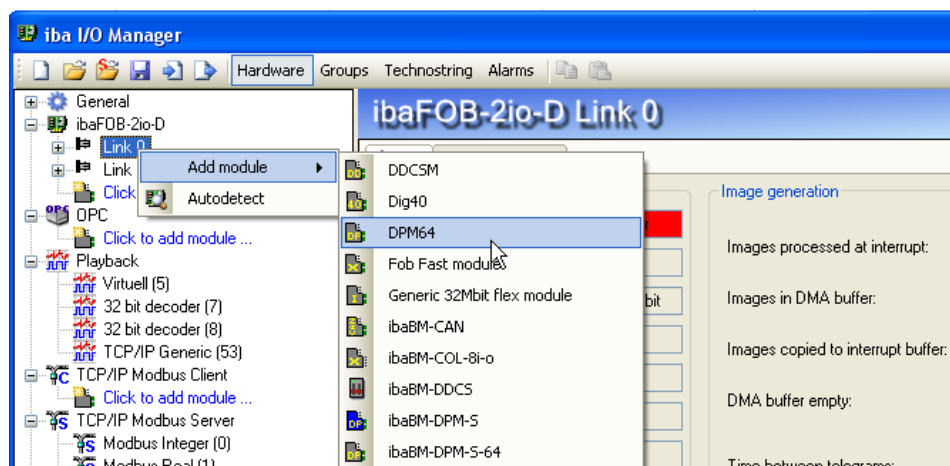 iba I/O Manager
Hardware Groups Technostring Alarms
General
ibaFOB-2io-D
Link 0
Link
Click
OPC
Click to add module ...
Playback
Virtuell (5)
32 bit decoder (7)
32 bit decoder (8)
TCP/IP Generic (53)
TCP/IP Modbus Client
Click to add module ...
TCP/IP Modbus Server
Modbus Integer (0)
Modbus Real (1)
Add module
Autodetect
DDCSM
Dig40
DPM64
Fob Fast module
Generic 32Mbit flex module
ibaBM-CAN
ibaBM-COL-8i-o
ibaBM-DDCS
ibaBM-DPM-S
ibaBM-DPM-S-64
ibaFOB-2io-D Link 0
bit
Image generation
Images processed at interrupt:
Images in DMA buffer:
Images copied to interrupt buffer:
DMA buffer empty:
Time between telegrams: